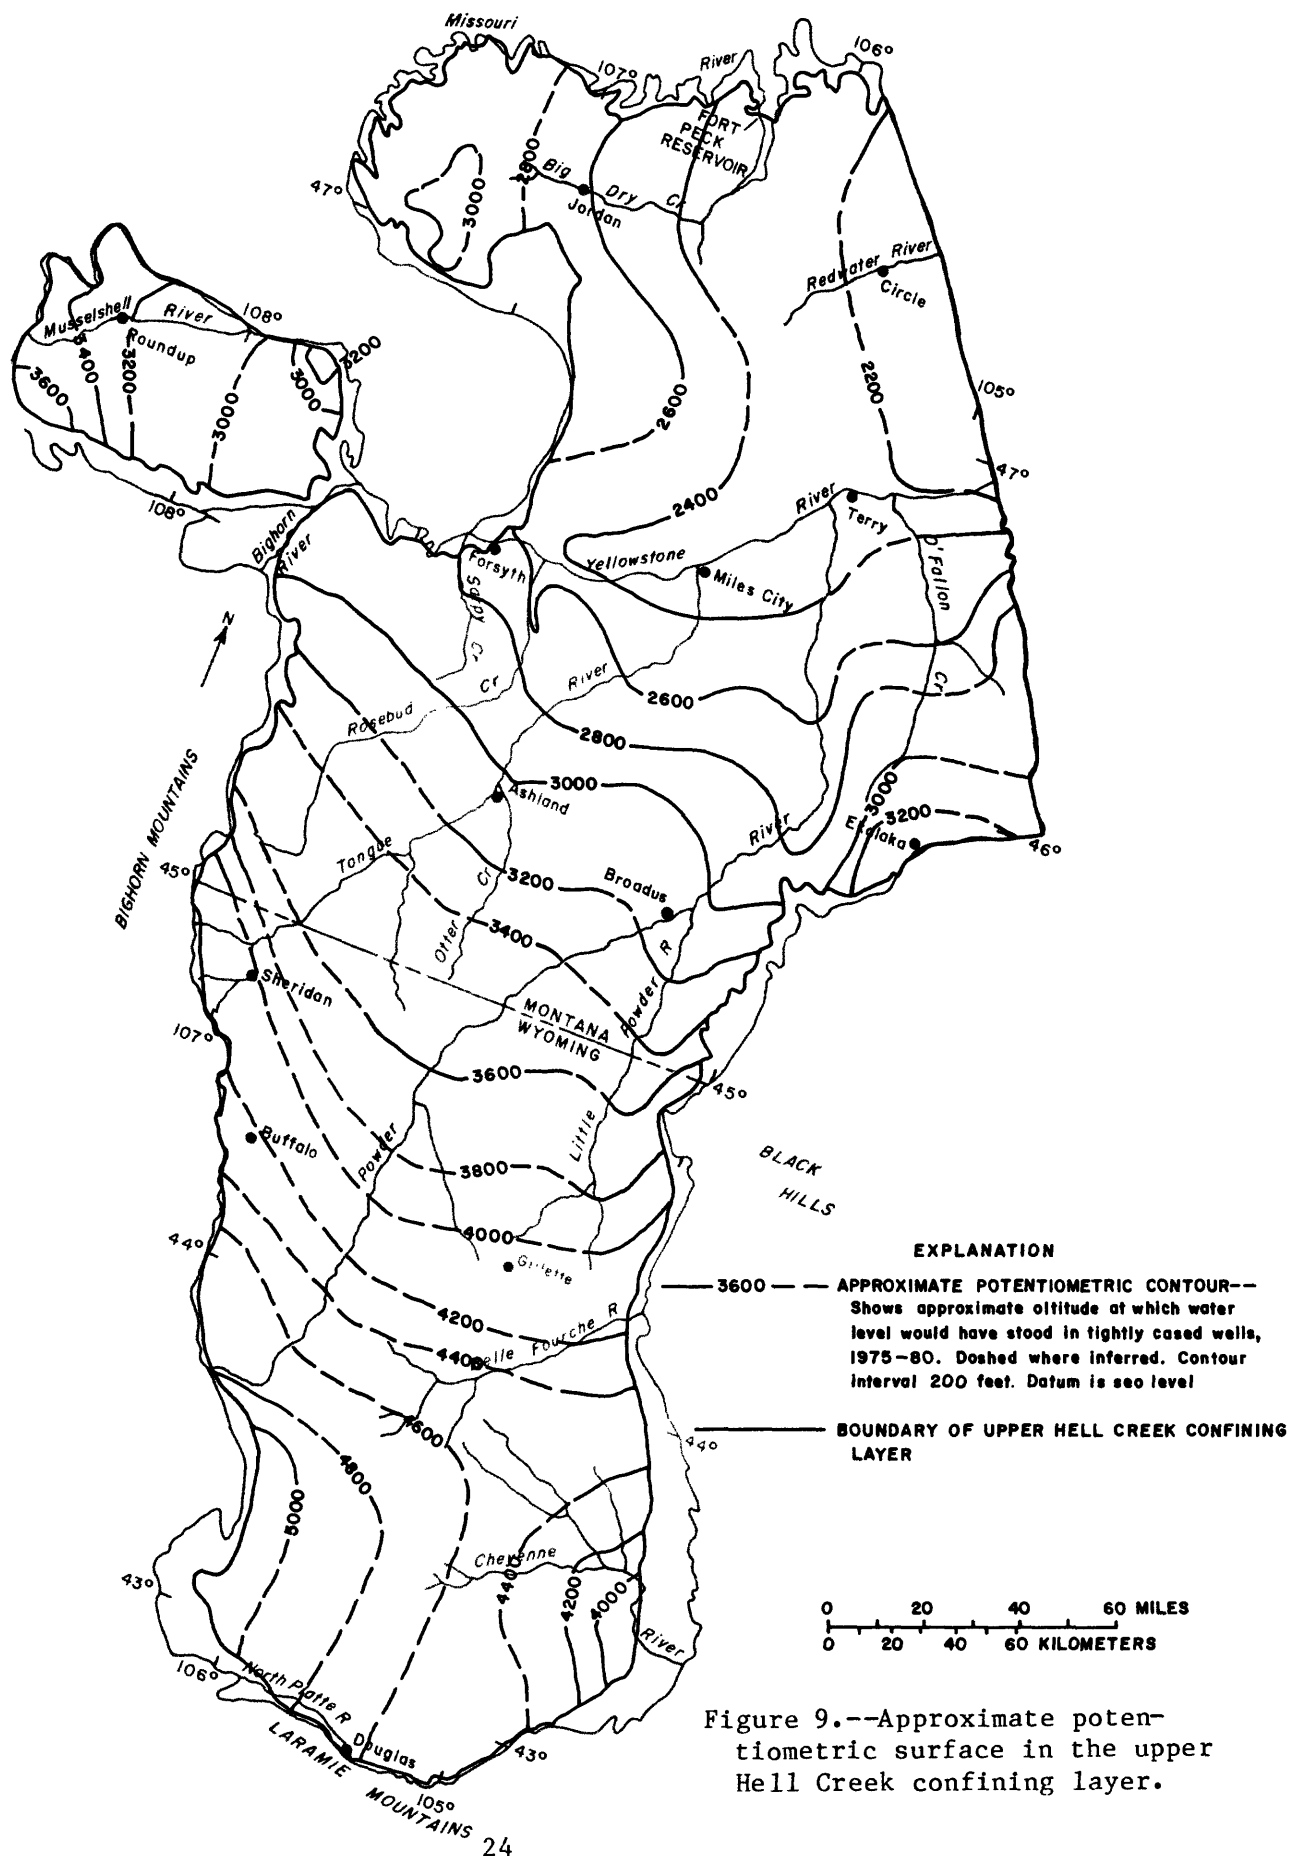 Missouri
107°
River
106°
FORT
PECK
RESERVOIR
2800
Big
Dry
Cr
Jordan
47°
3000
Redwater River
Circle
Musselshell
River
108°
Roundup
3600
3400
3200
3000
3000
3200
2200
105°
2600
47°
108°
2400
River
Terry
Bighorn
River
Forsyth
Yellowstone
Miles City
O'Fallon
Cr
Sarpy
Cr
N
Cr
River
2600
Rosebud
2800
BIGHORN MOUNTAINS
3000
Ashland
3000
3200
River
Ekalaka
46°
Tongue
45°
Cr
3200
Broadus
Otter
3400
R
Sheridan
Powder
MONTANA
WYOMING
107°
3600
45°
Little
Buffalo
Powder
3800
BLACK
HILLS
44°
4000
Gillette
EXPLANATION
3600
APPROXIMATE POTENTIOMETRIC CONTOUR--
Shows approximate altitude at which water
level would have stood in tightly cased wells,
1975-80. Dashed where inferred. Contour
interval 200 feet. Datum is sea level
4200
Belle Fourche R
4400
4600
BOUNDARY OF UPPER HELL CREEK CONFINING
LAYER
44°
4800
5000
Cheyenne
4400
4200
4000
River
43°
0 20 40 60 MILES
0 20 40 60 KILOMETERS
106°
North Platte R
LARAMIE
MOUNTAINS
Douglas
43°
105°
Figure 9.--Approximate poten-
tiometric surface in the upper
Hell Creek confining layer.
24